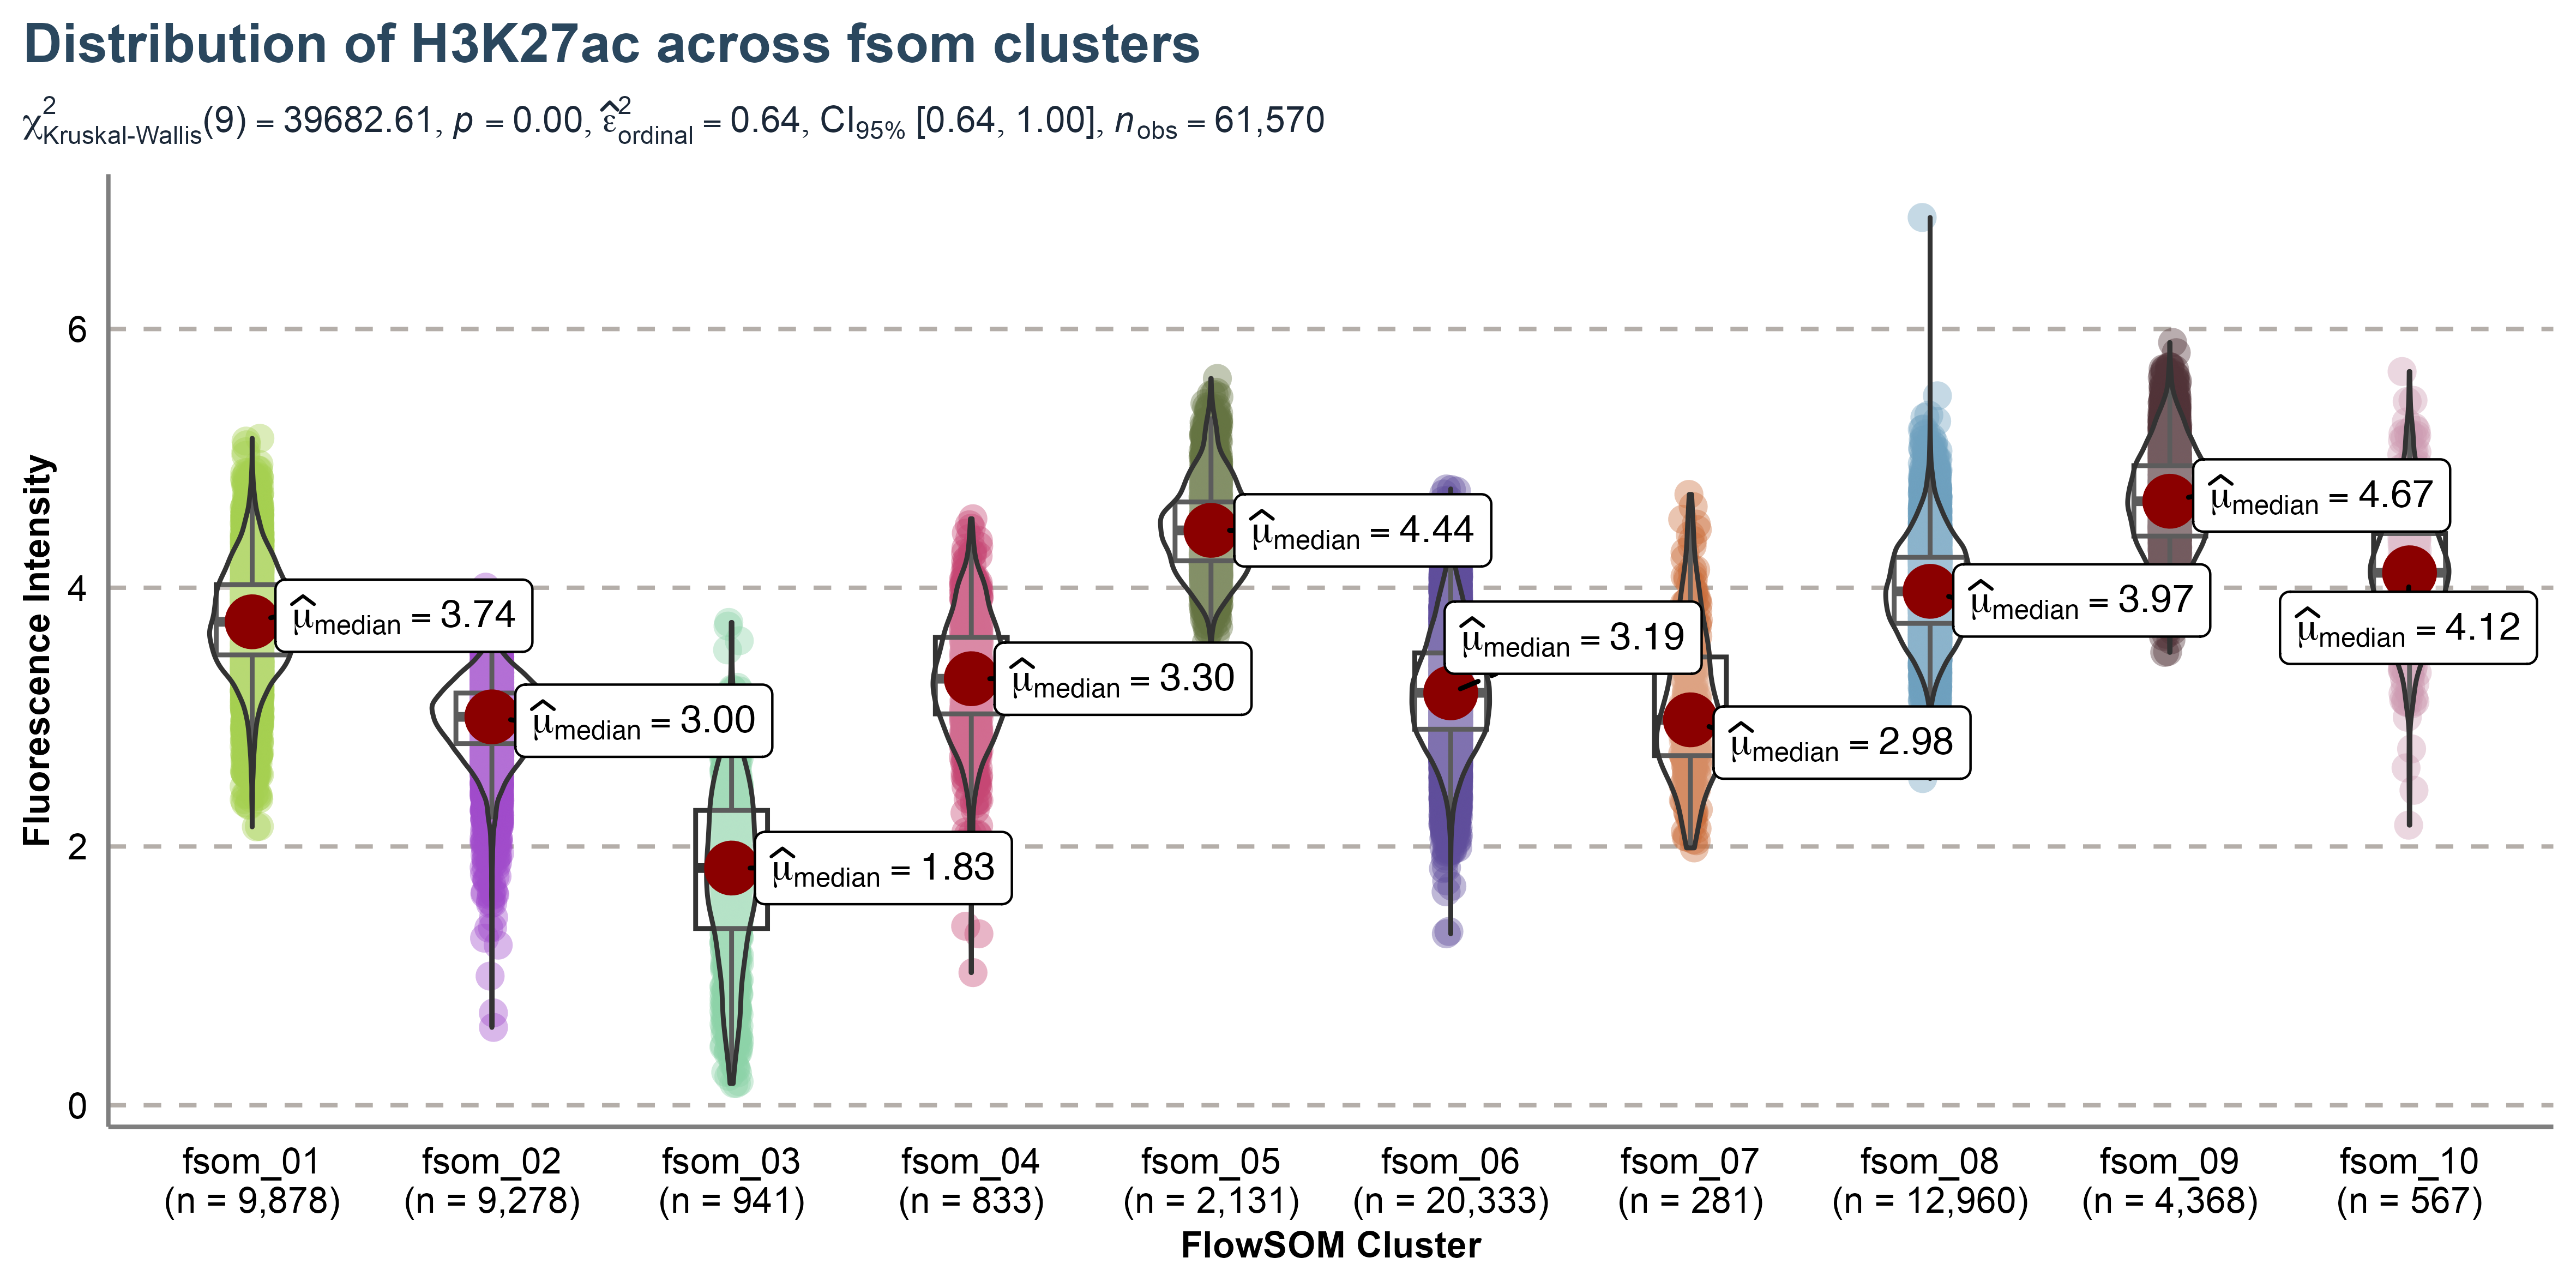 Distribution of H3K27ac across fsom clusters
χ²Kruskal-Wallis(9) = 39682.61, p = 0.00, ε̂²ordinal = 0.64, CI95% [0.64, 1.00], nobs = 61,570
Fluorescence Intensity
6
4
2
0
μ̂median = 3.74
μ̂median = 3.00
μ̂median = 1.83
μ̂median = 3.30
μ̂median = 4.44
μ̂median = 3.19
μ̂median = 2.98
μ̂median = 3.97
μ̂median = 4.67
μ̂median = 4.12
fsom_01 fsom_02 fsom_03 fsom_04 fsom_05 fsom_06 fsom_07 fsom_08 fsom_09 fsom_10
(n = 9,878) (n = 9,278) (n = 941) (n = 833) (n = 2,131) (n = 20,333) (n = 281) (n = 12,960) (n = 4,368) (n = 567)
FlowSOM Cluster